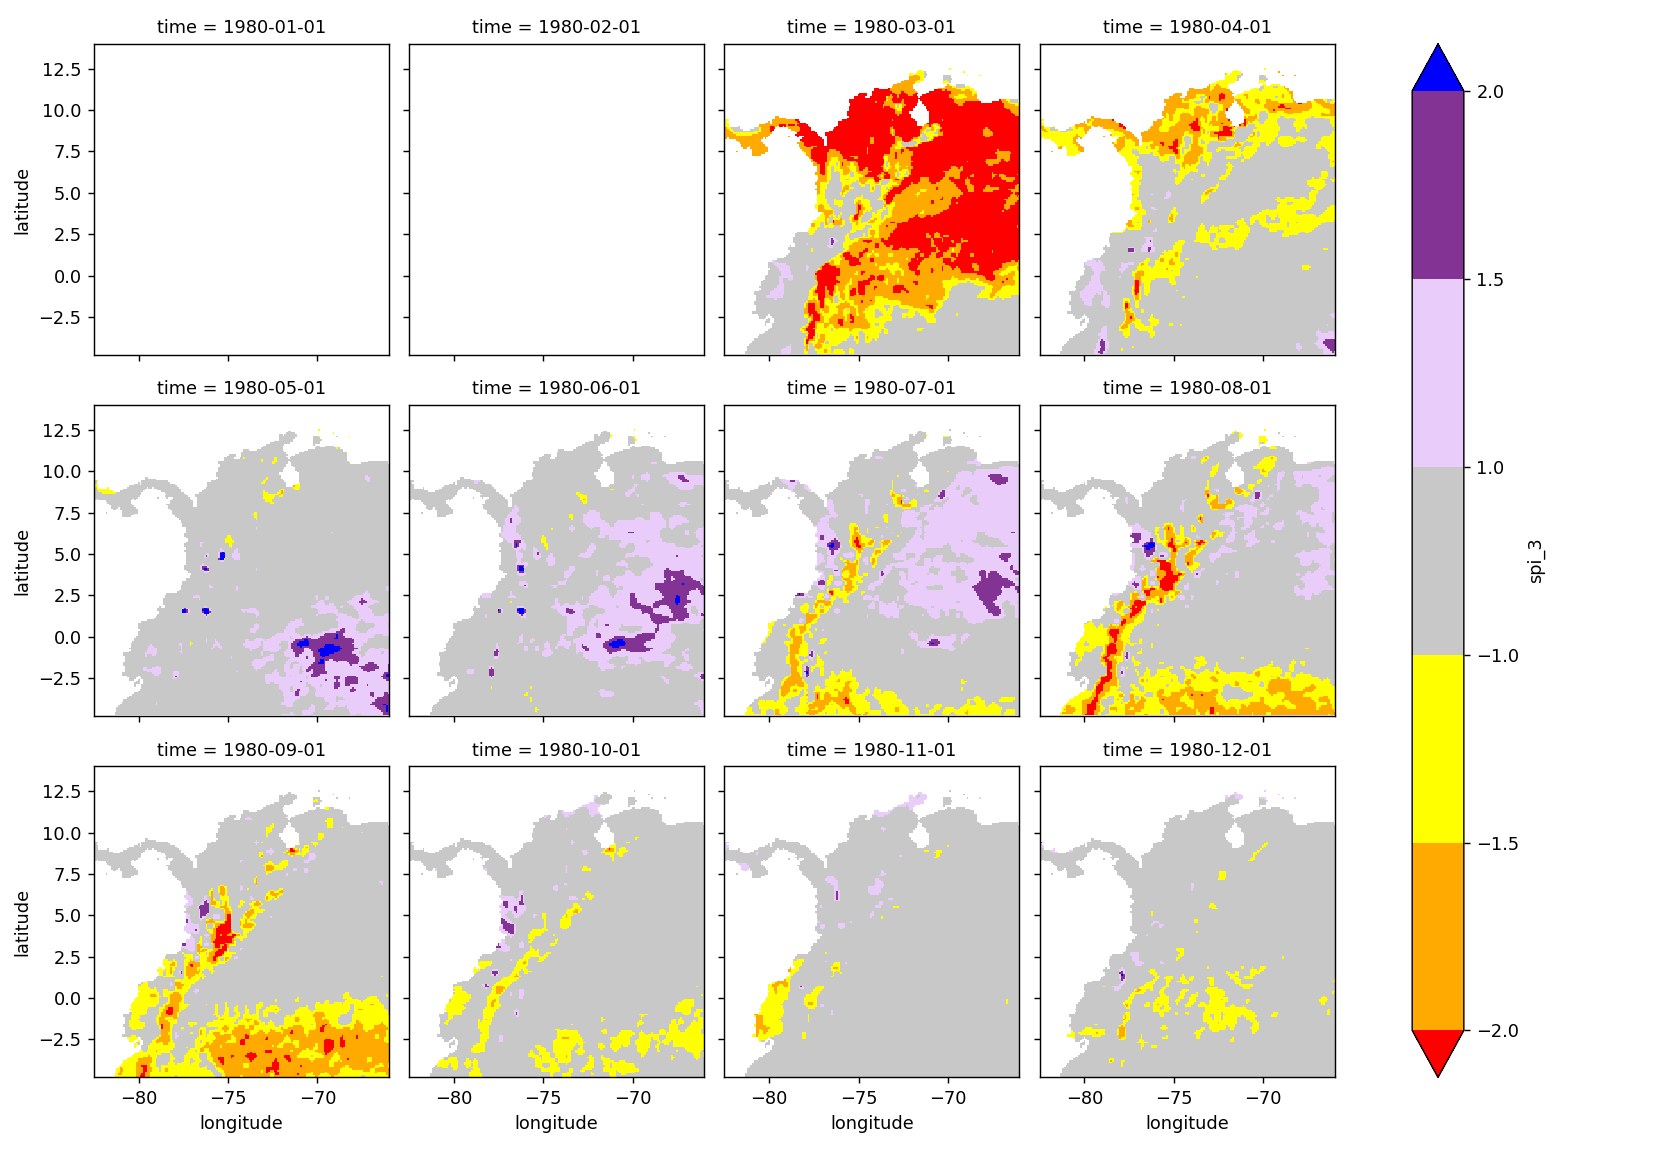 time = 1980-01-01
time = 1980-02-01
time = 1980-03-01
time = 1980-04-01
12.5
10.0
7.5
5.0
2.5
0.0
−2.5
latitude
time = 1980-05-01
time = 1980-06-01
time = 1980-07-01
time = 1980-08-01
12.5
10.0
7.5
5.0
2.5
0.0
−2.5
latitude
time = 1980-09-01
time = 1980-10-01
time = 1980-11-01
time = 1980-12-01
12.5
10.0
7.5
5.0
2.5
0.0
−2.5
latitude
−80 −75 −70
−80 −75 −70
−80 −75 −70
−80 −75 −70
longitude
longitude
longitude
longitude
2.0
1.5
1.0
−1.0
−1.5
−2.0
spi_3